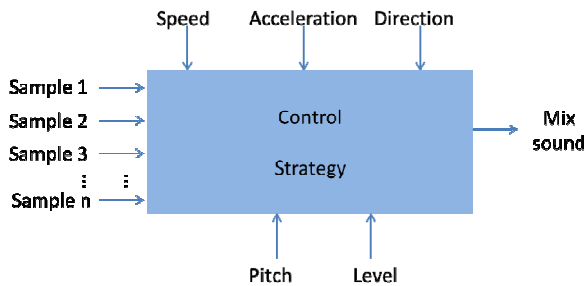 Speed Acceleration Direction
Sample 1
Sample 2
Sample 3
Sample n
Control
Strategy
Mix
sound
Pitch Level